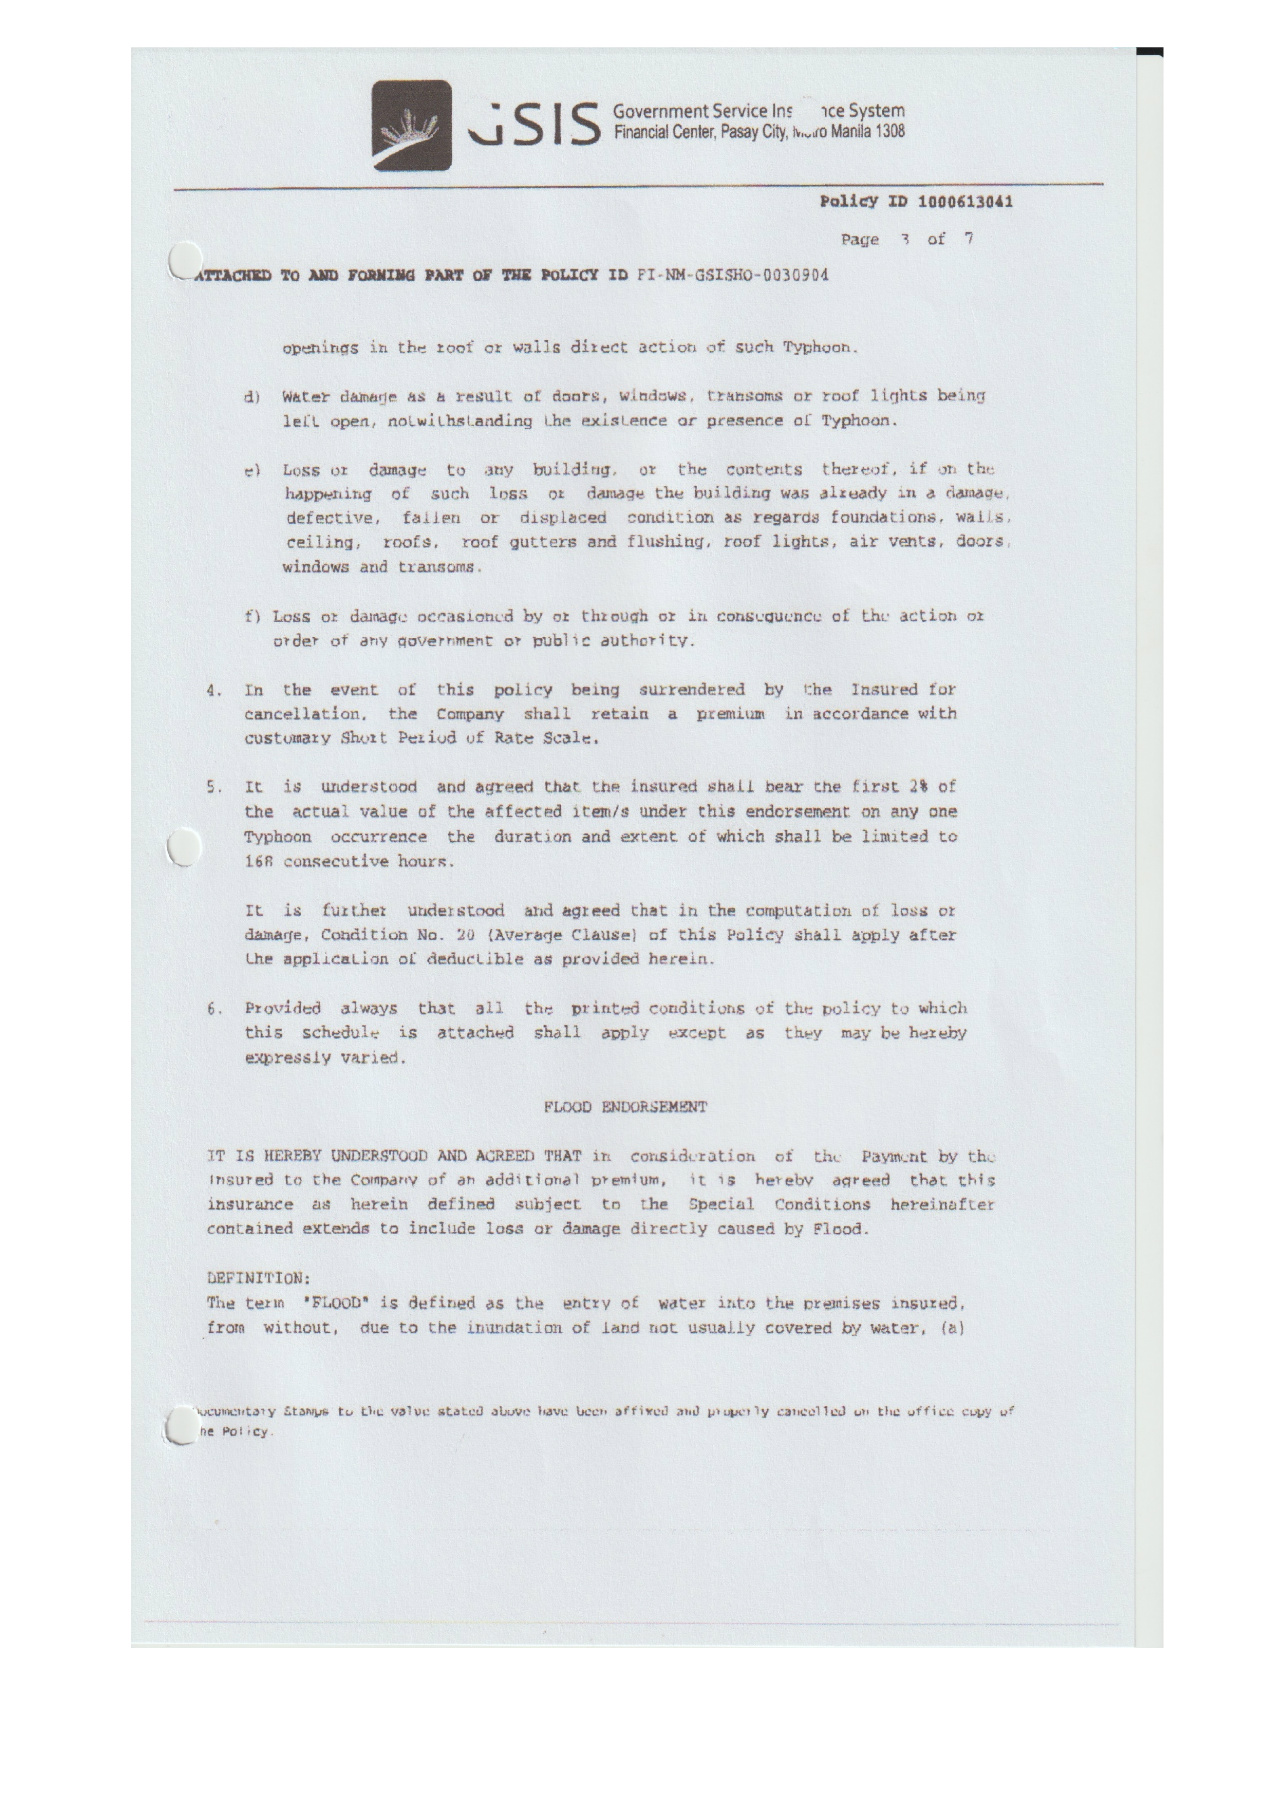 GSIS Government Service Ins nce System
Financial Center, Pasay City, Metro Manila 1308
Policy ID 1000613041
Page 3 of 7
ATTACHED TO AND FORMING PART OF THE POLICY ID FI-NM-GSISHO-0030904
openings in the roof or walls direct action of such Typhoon.
d) Water damage as a result of doors, windows, transoms or roof lights being
left open, notwithstanding the existence or presence of Typhoon.
e) Loss or damage to any building, or the contents thereof, if on the
happening of such loss or damage the building was already in a damage,
defective, fallen or displaced condition as regards foundations, walls,
ceiling, roofs, roof gutters and flushing, roof lights, air vents, doors,
windows and transoms.
f) Loss or damage occasioned by or through or in consequence of the action or
order of any government or public authority.
4. In the event of this policy being surrendered by the Insured for
cancellation, the Company shall retain a premium in accordance with
customary Short Period of Rate Scale.
5. It is understood and agreed that the insured shall bear the first 2% of
the actual value of the affected item/s under this endorsement on any one
Typhoon occurrence the duration and extent of which shall be limited to
168 consecutive hours.
It is further understood and agreed that in the computation of loss or
damage, Condition No. 20 (Average Clause) of this Policy shall apply after
the application of deductible as provided herein.
6. Provided always that all the printed conditions of the policy to which
this schedule is attached shall apply except as they may be hereby
expressly varied.
FLOOD ENDORSEMENT
IT IS HEREBY UNDERSTOOD AND AGREED THAT in consideration of the Payment by the
Insured to the Company of an additional premium, it is hereby agreed that this
insurance as herein defined subject to the Special Conditions hereinafter
contained extends to include loss or damage directly caused by Flood.
DEFINITION:
The term "FLOOD" is defined as the entry of water into the premises insured,
from without, due to the inundation of land not usually covered by water, (a)
ocumentary Stamps to the value stated above have been affixed and properly cancelled on the office copy of
he Policy.